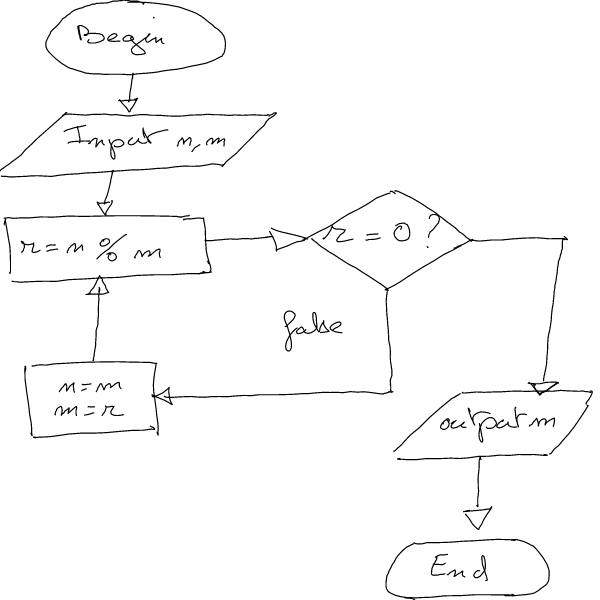 Begin
Input n, m
r = n % m
r = 0 ?
false
n = m
m = r
output m
End